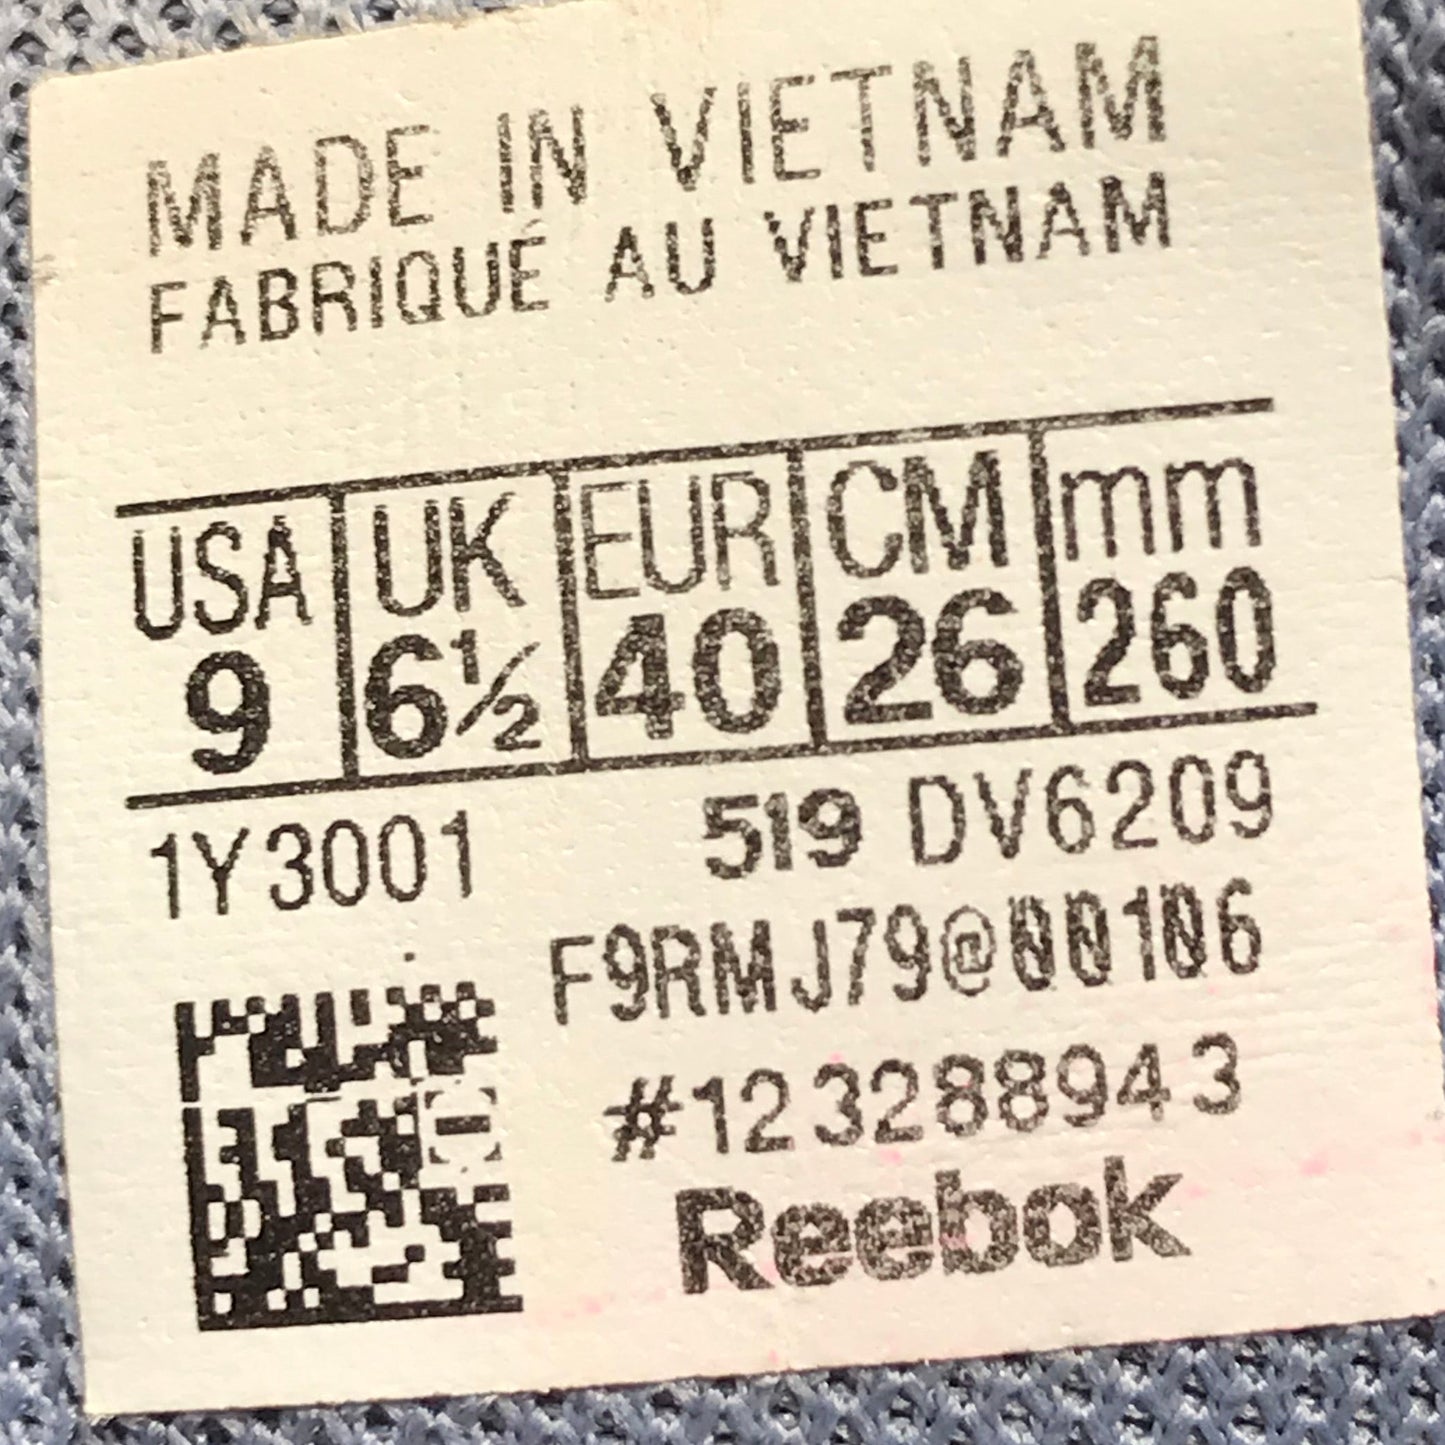 MADE IN VIETNAM
FABRIQUÉ AU VIETNAM
USA UK EUR CM mm
9 6½ 40 26 260
1Y3001 519 DV6209
F9RMJ79@00106
#123288943
Reebok